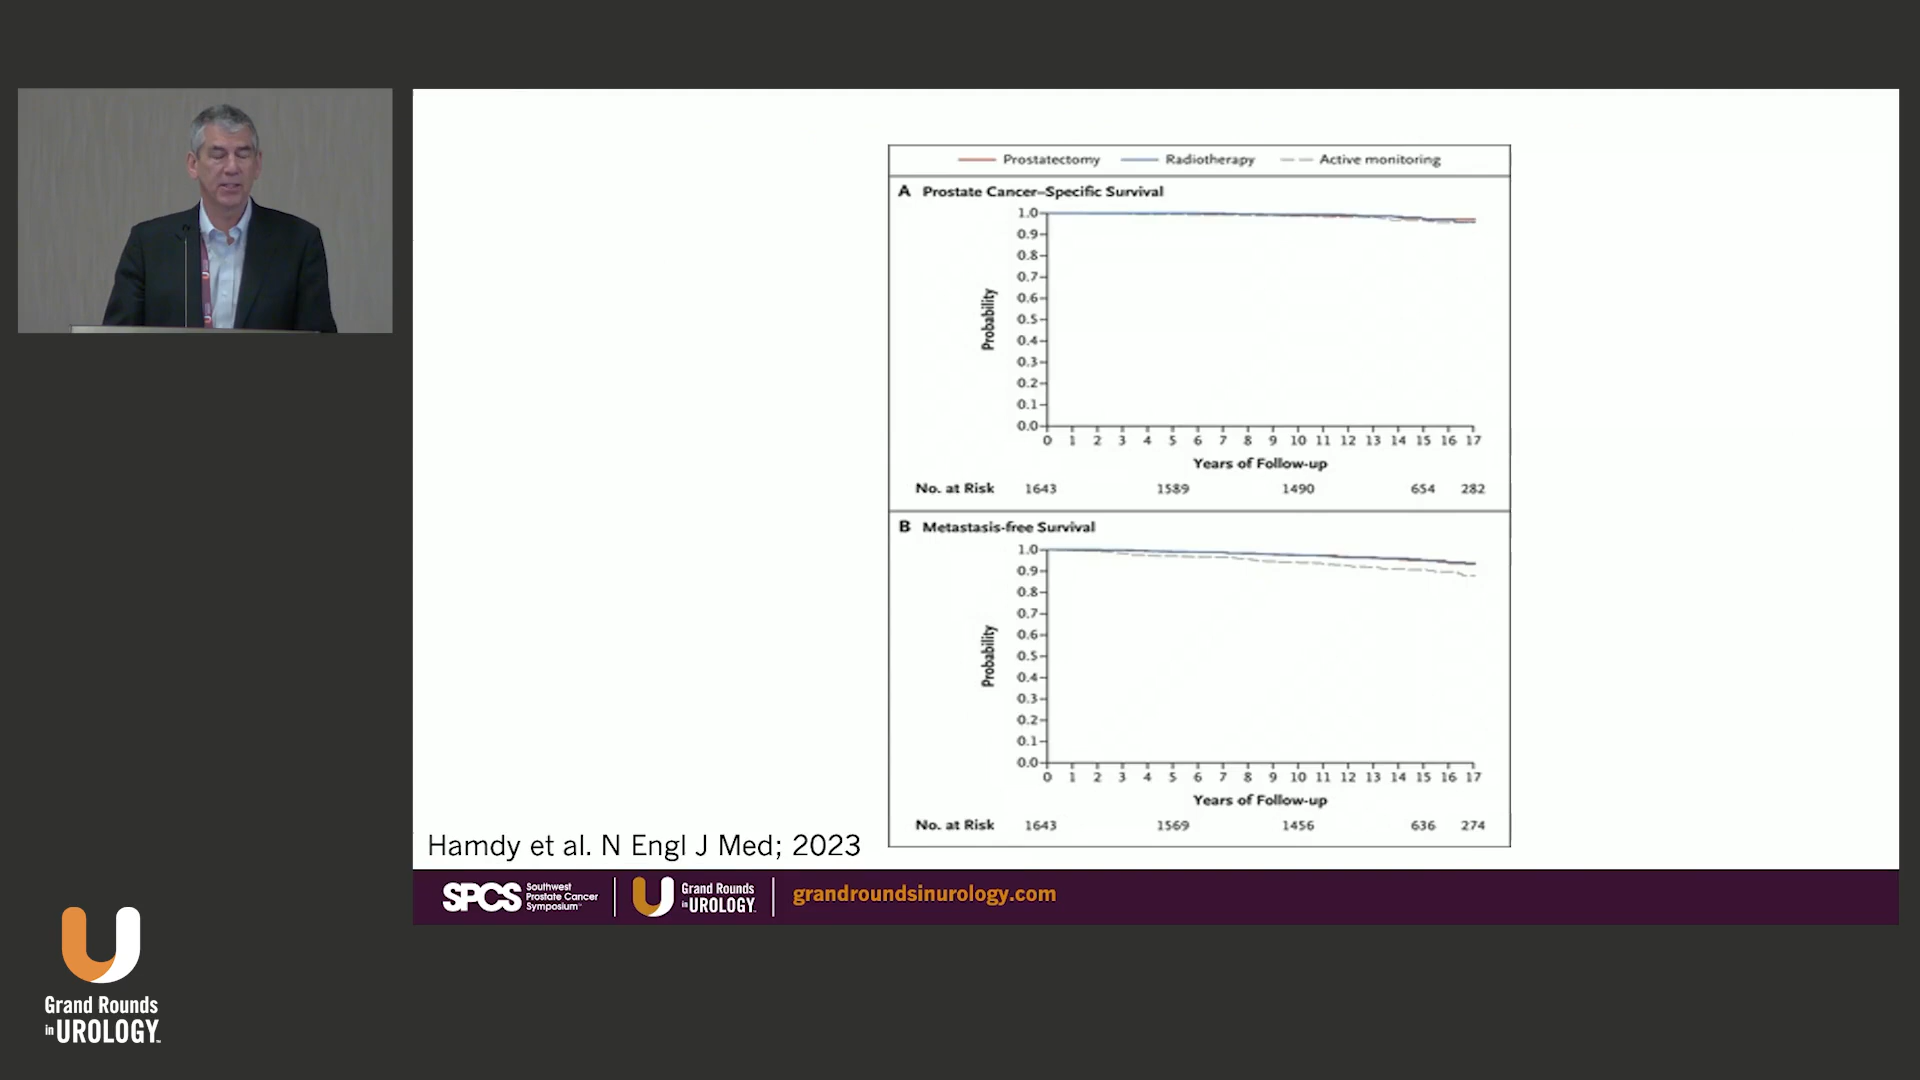 Prostatectomy Radiotherapy Active monitoring
A Prostate Cancer–Specific Survival
1.0
0.9
0.8
0.7
0.6
0.5
0.4
0.3
0.2
0.1
0.0
Probability
0 1 2 3 4 5 6 7 8 9 10 11 12 13 14 15 16 17
Years of Follow-up
No. at Risk 1643 1589 1490 654 282
B Metastasis-free Survival
1.0
0.9
0.8
0.7
0.6
0.5
0.4
0.3
0.2
0.1
0.0
Probability
0 1 2 3 4 5 6 7 8 9 10 11 12 13 14 15 16 17
Years of Follow-up
No. at Risk 1643 1569 1456 636 274
Hamdy et al. N Engl J Med; 2023
SPCS Southwest
Prostate Cancer
Symposium™
Grand Rounds
in UROLOGY™
grandroundsinurology.com
Grand Rounds
in UROLOGY™